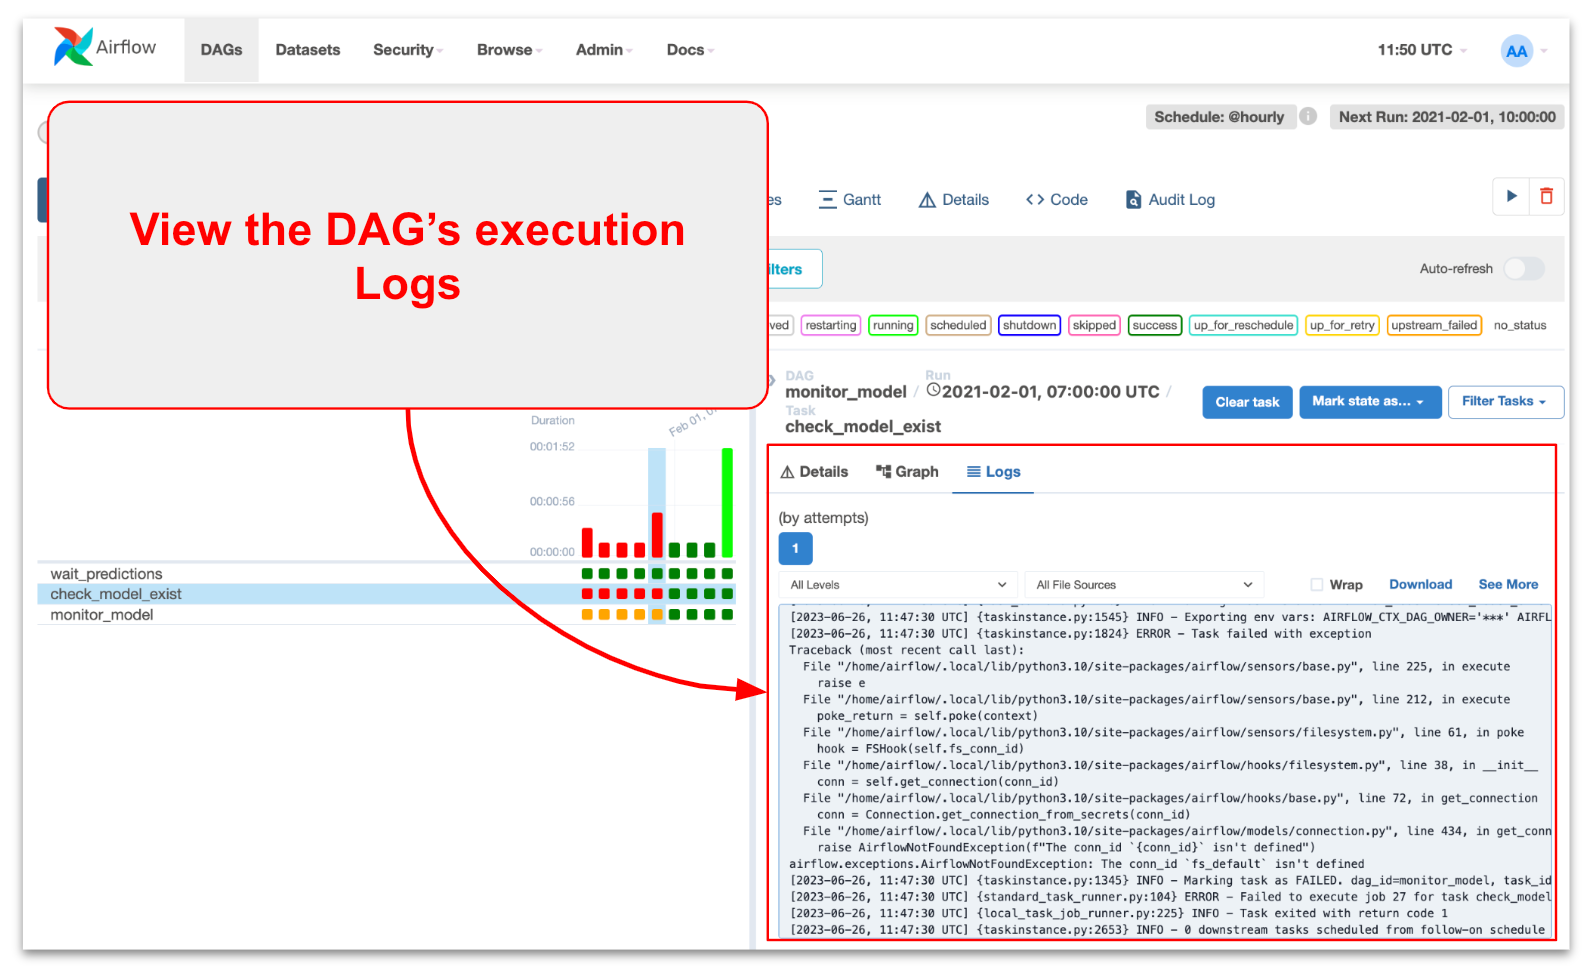 Airflow
DAGs
Datasets
Security
Browse
Admin
Docs
11:50 UTC
AA
Schedule: @hourly
i
Next Run: 2021-02-01, 10:00:00
View the DAG’s execution
Logs
es
Gantt
Details
Code
Audit Log
ilters
Auto-refresh
ved
restarting
running
scheduled
shutdown
skipped
success
up_for_reschedule
up_for_retry
upstream_failed
no_status
DAG
monitor_model /
Run
2021-02-01, 07:00:00 UTC /
Task
check_model_exist
Clear task
Mark state as...
Filter Tasks
Duration
Feb 01, 0
00:01:52
00:00:56
00:00:00
wait_predictions
check_model_exist
monitor_model
Details
Graph
Logs
(by attempts)
1
All Levels
All File Sources
Wrap
Download
See More
[2023-06-26, 11:47:30 UTC] {taskinstance.py:1545} INFO - Exporting env vars: AIRFLOW_CTX_DAG_OWNER='***' AIRFL
[2023-06-26, 11:47:30 UTC] {taskinstance.py:1824} ERROR - Task failed with exception
Traceback (most recent call last):
File "/home/airflow/.local/lib/python3.10/site-packages/airflow/sensors/base.py", line 225, in execute
raise e
File "/home/airflow/.local/lib/python3.10/site-packages/airflow/sensors/base.py", line 212, in execute
poke_return = self.poke(context)
File "/home/airflow/.local/lib/python3.10/site-packages/airflow/sensors/filesystem.py", line 61, in poke
hook = FSHook(self.fs_conn_id)
File "/home/airflow/.local/lib/python3.10/site-packages/airflow/hooks/filesystem.py", line 38, in __init__
conn = self.get_connection(conn_id)
File "/home/airflow/.local/lib/python3.10/site-packages/airflow/hooks/base.py", line 72, in get_connection
conn = Connection.get_connection_from_secrets(conn_id)
File "/home/airflow/.local/lib/python3.10/site-packages/airflow/models/connection.py", line 434, in get_conn
raise AirflowNotFoundException(f"The conn_id `{conn_id}` isn't defined")
airflow.exceptions.AirflowNotFoundException: The conn_id `fs_default` isn't defined
[2023-06-26, 11:47:30 UTC] {taskinstance.py:1345} INFO - Marking task as FAILED. dag_id=monitor_model, task_id
[2023-06-26, 11:47:30 UTC] {standard_task_runner.py:104} ERROR - Failed to execute job 27 for task check_model
[2023-06-26, 11:47:30 UTC] {local_task_job_runner.py:225} INFO - Task exited with return code 1
[2023-06-26, 11:47:30 UTC] {taskinstance.py:2653} INFO - 0 downstream tasks scheduled from follow-on schedule